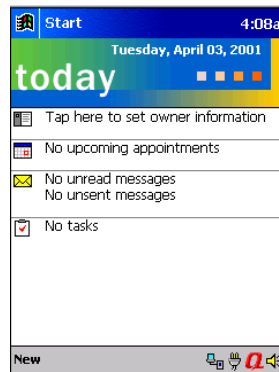 Start 4:08a
Tuesday, April 03, 2001
today
Tap here to set owner information
No upcoming appointments
No unread messages
No unsent messages
No tasks
New